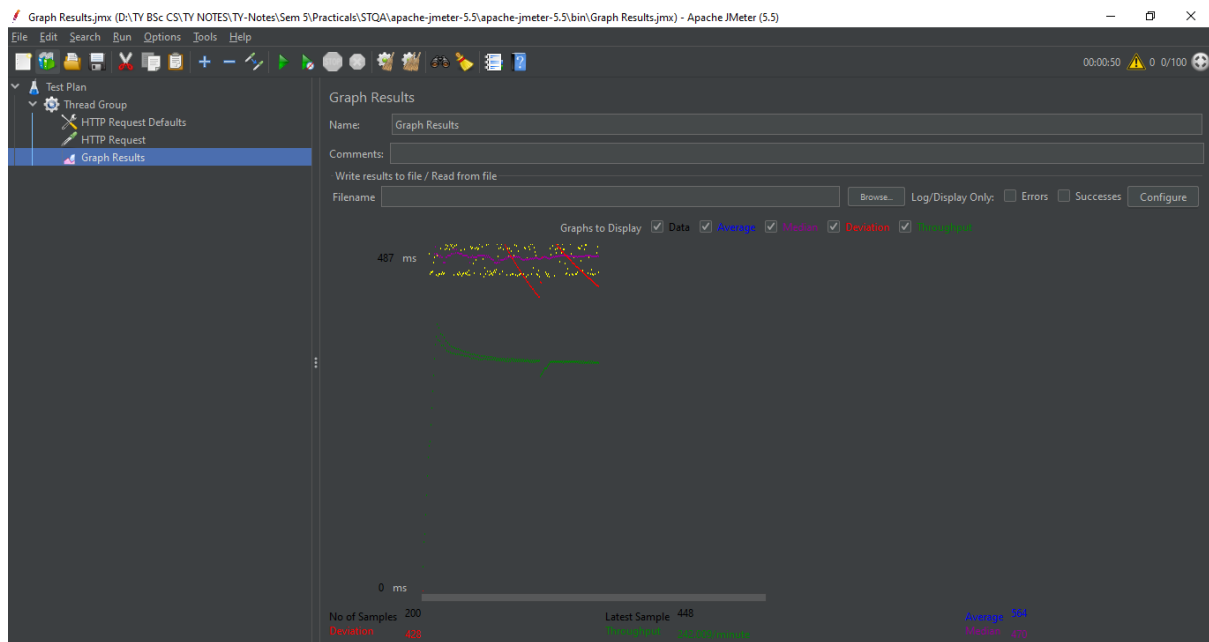 Graph Results.jmx (D:\TY BSc CS\TY NOTES\TY-Notes\Sem 5\Practicals\STQA\apache-jmeter-5.5\apache-jmeter-5.5\bin\Graph Results.jmx) - Apache JMeter (5.5)
File Edit Search Run Options Tools Help
00:00:50 0 0/100
Test Plan
Thread Group
HTTP Request Defaults
HTTP Request
Graph Results
Graph Results
Name: Graph Results
Comments:
Write results to file / Read from file
Filename Browse... Log/Display Only: Errors Successes Configure
Graphs to Display Data Average Median Deviation Throughput
487 ms
0 ms
No of Samples 200 Latest Sample 448 Average 564
Deviation 478 Throughput Median